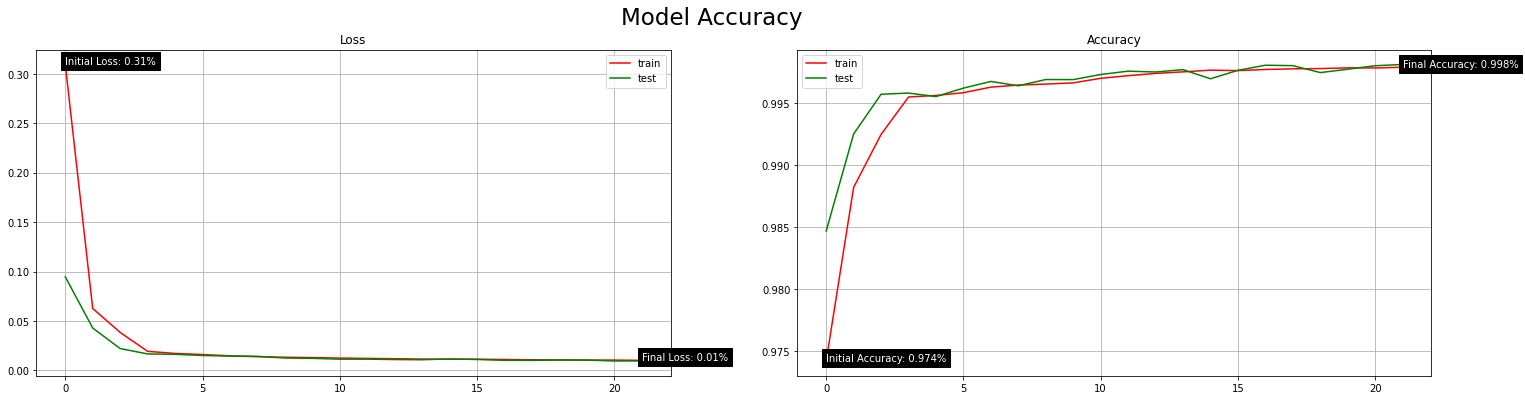 Model Accuracy
Loss
Initial Loss: 0.31%
train
test
0.30
0.25
0.20
0.15
0.10
0.05
0.00
Final Loss: 0.01%
0 5 10 15 20
Accuracy
train
test
Final Accuracy: 0.998%
0.995
0.990
0.985
0.980
0.975
Initial Accuracy: 0.974%
0 5 10 15 20